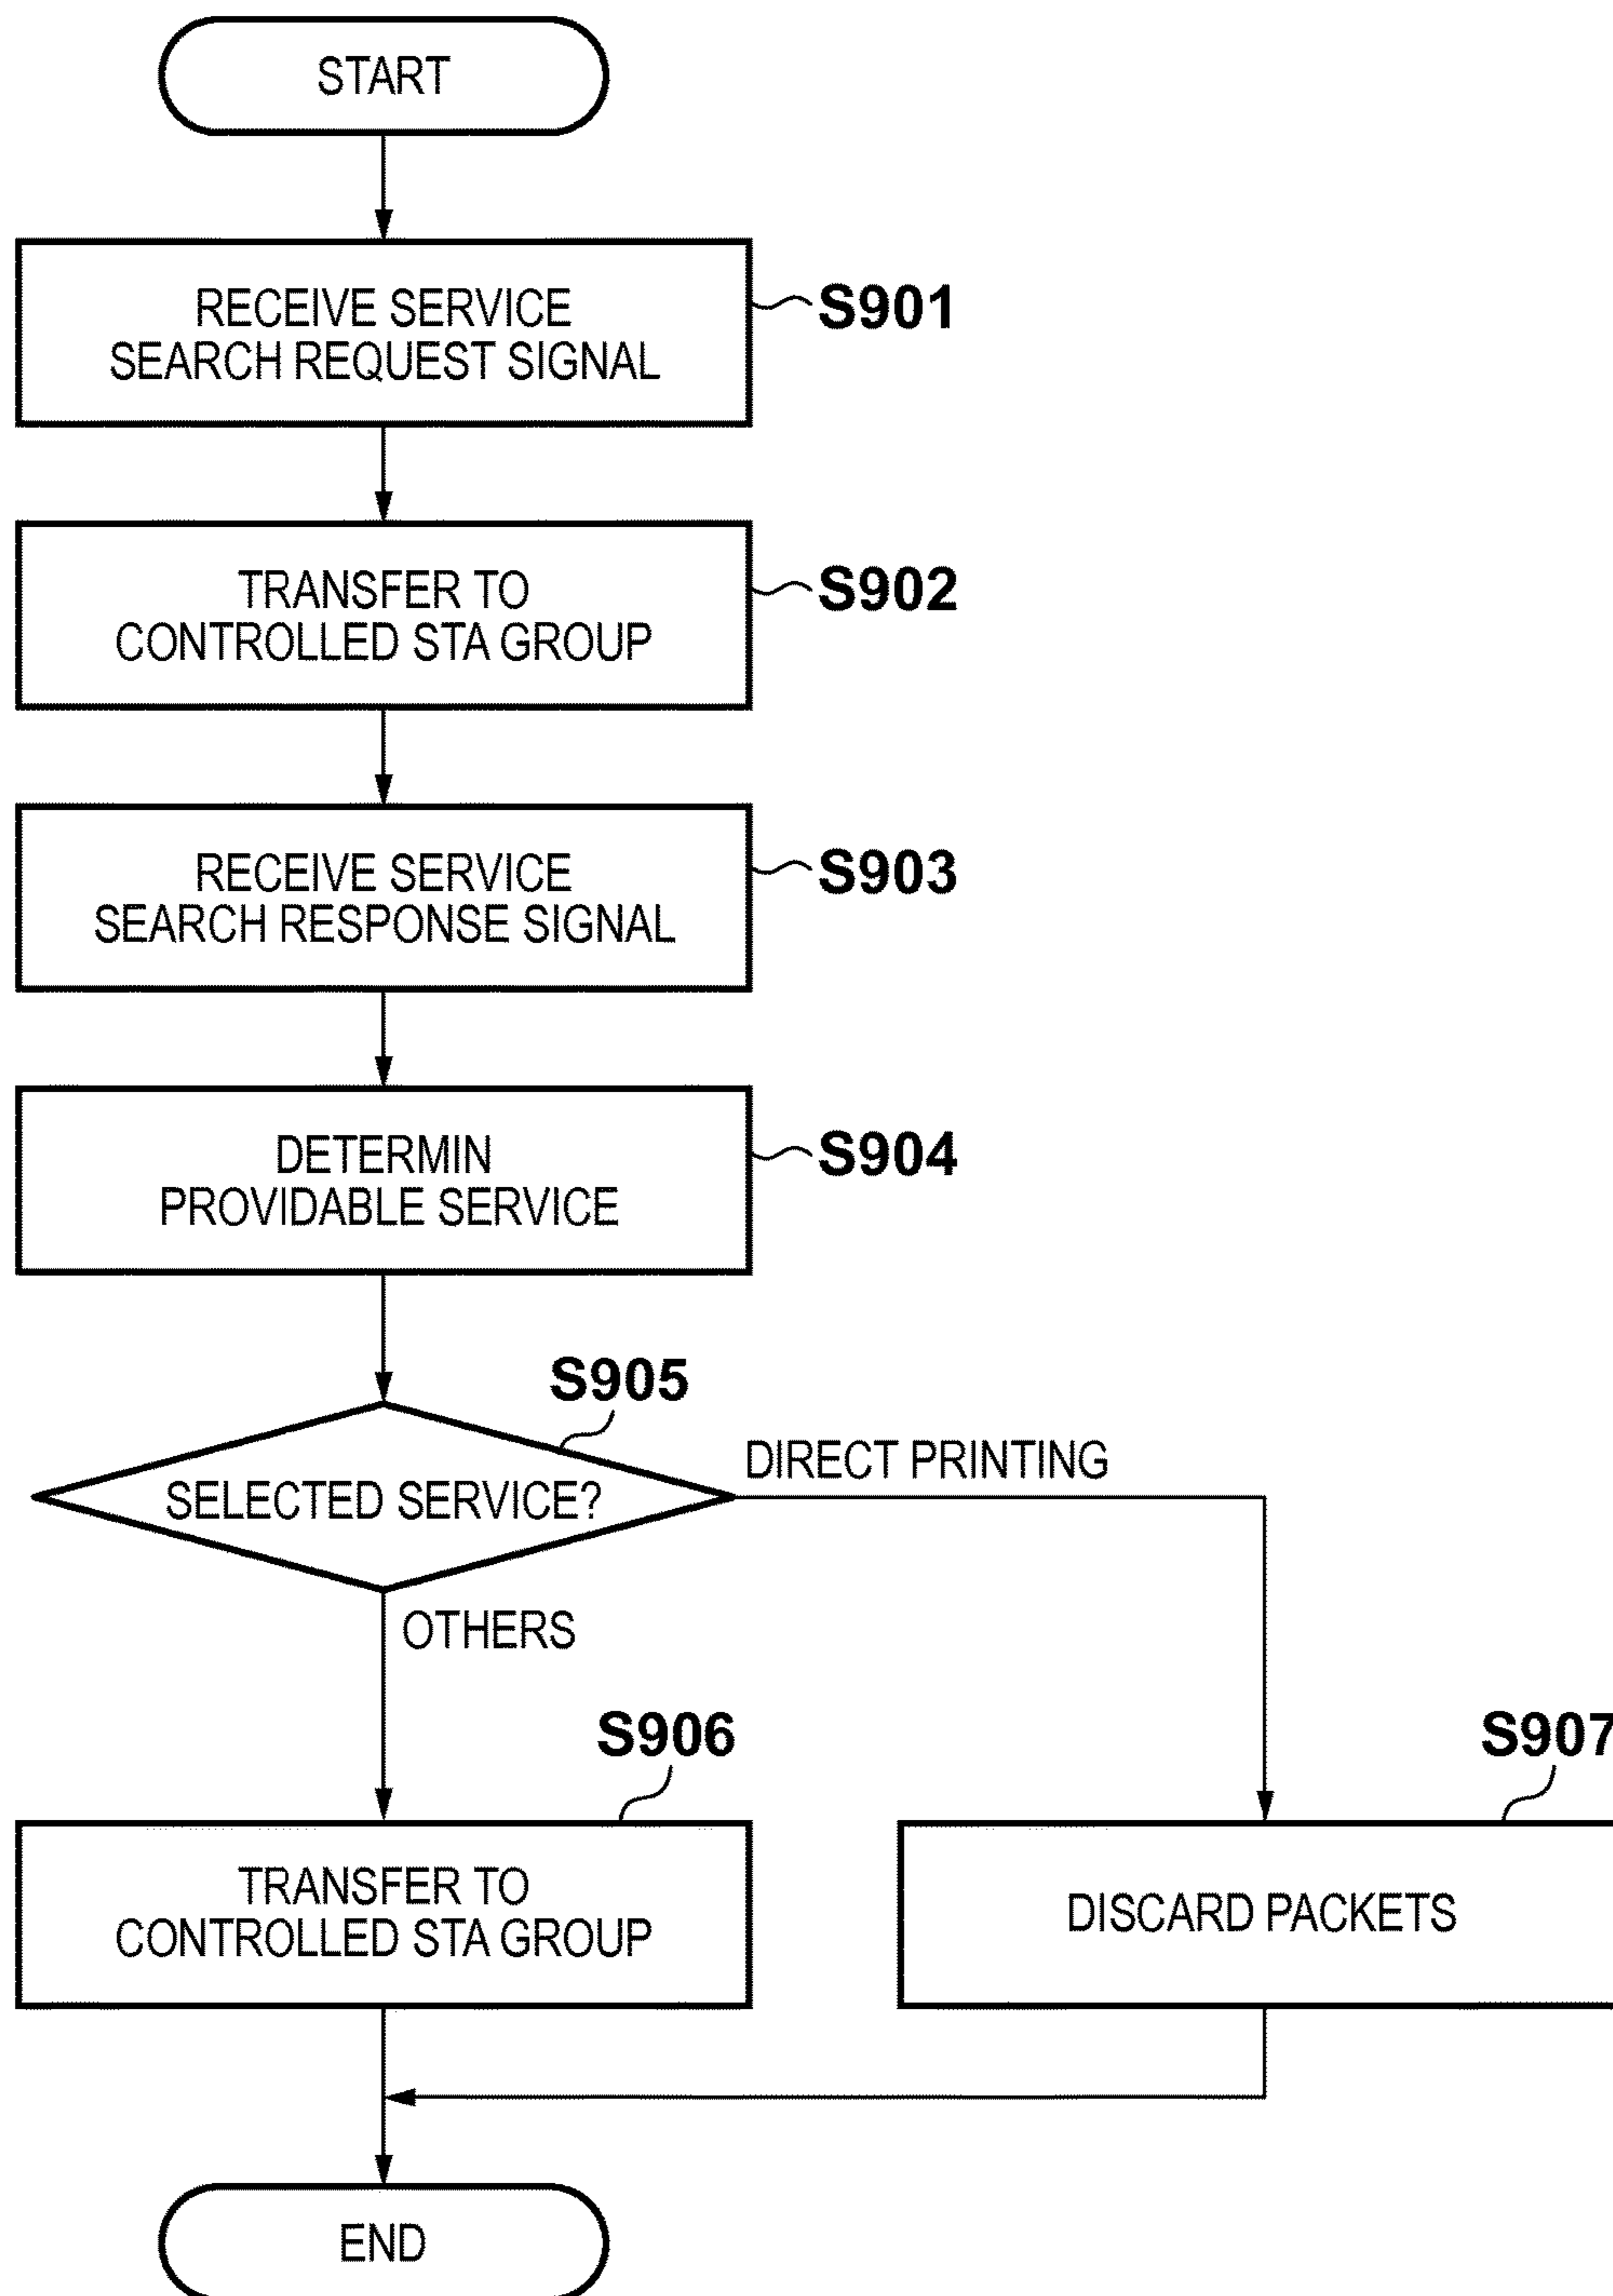 START
RECEIVE SERVICE
SEARCH REQUEST SIGNAL
S901
TRANSFER TO
CONTROLLED STA GROUP
S902
RECEIVE SERVICE
SEARCH RESPONSE SIGNAL
S903
DETERMIN
PROVIDABLE SERVICE
S904
S905
SELECTED SERVICE?
DIRECT PRINTING
OTHERS
S906
TRANSFER TO
CONTROLLED STA GROUP
S907
DISCARD PACKETS
END